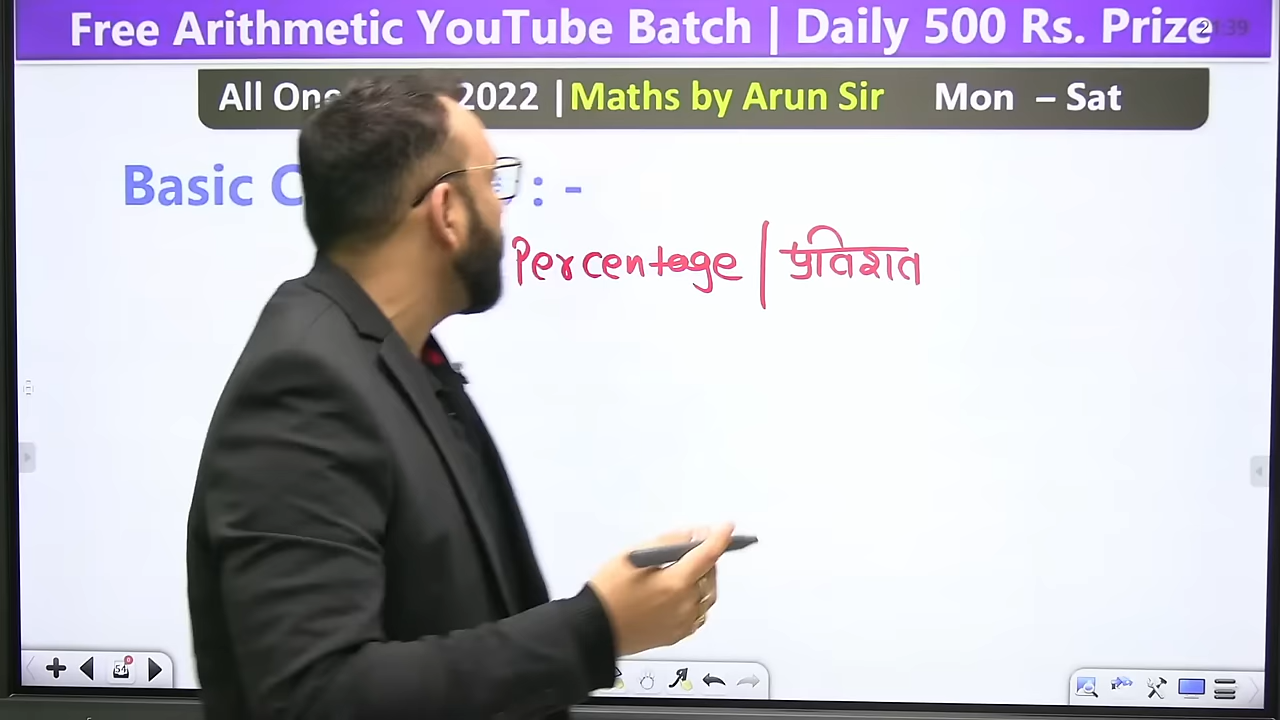 Free Arithmetic YouTube Batch | Daily 500 Rs. Prize
All 2022 | Maths by Arun Sir Mon – Sat
Basic : -
Percentage | प्रतिशत
54